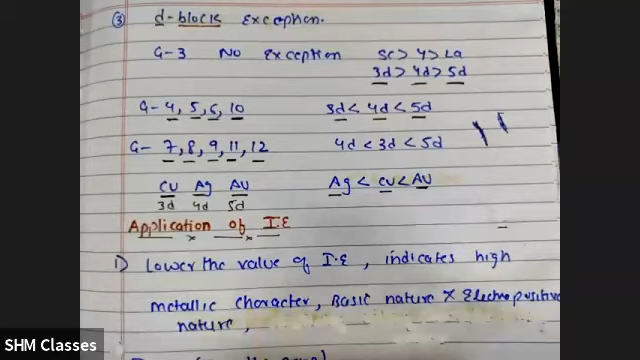 ③ d-block Exception.
G-3 No Exception Sc > Y > La
3d > 4d > 5d
G-4, 5, 6, 10 3d < 4d < 5d
G- 7, 8, 9, 11, 12 4d < 3d < 5d
Cu Ag Au Ag < Cu < Au
3d 4d 5d
Application of I.E
1) Lower the value of I.E, indicates high
metallic character, Basic nature & Electropositive
nature,
SHM Classes